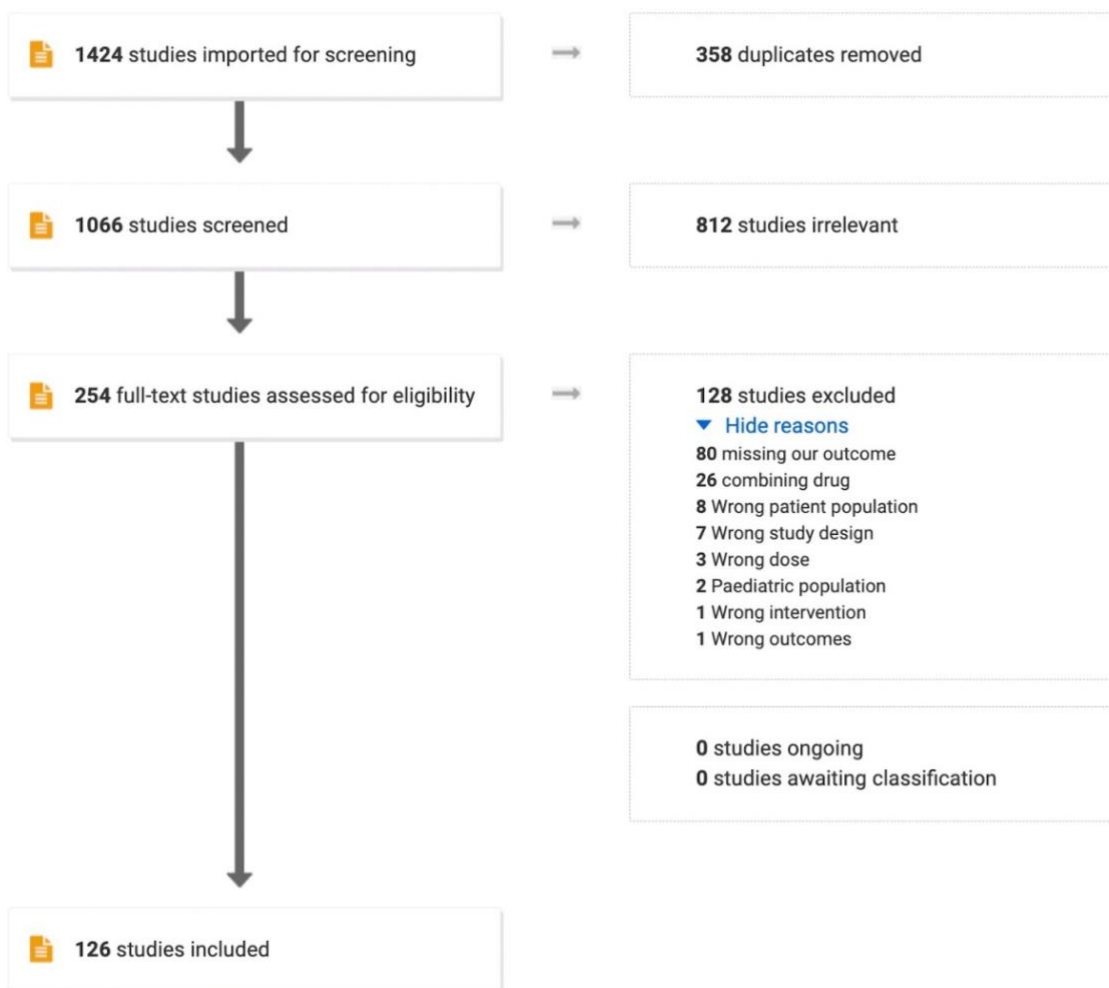 1424 studies imported for screening
358 duplicates removed
1066 studies screened
812 studies irrelevant
254 full-text studies assessed for eligibility
128 studies excluded
Hide reasons
80 missing our outcome
26 combining drug
8 Wrong patient population
7 Wrong study design
3 Wrong dose
2 Paediatric population
1 Wrong intervention
1 Wrong outcomes
0 studies ongoing
0 studies awaiting classification
126 studies included